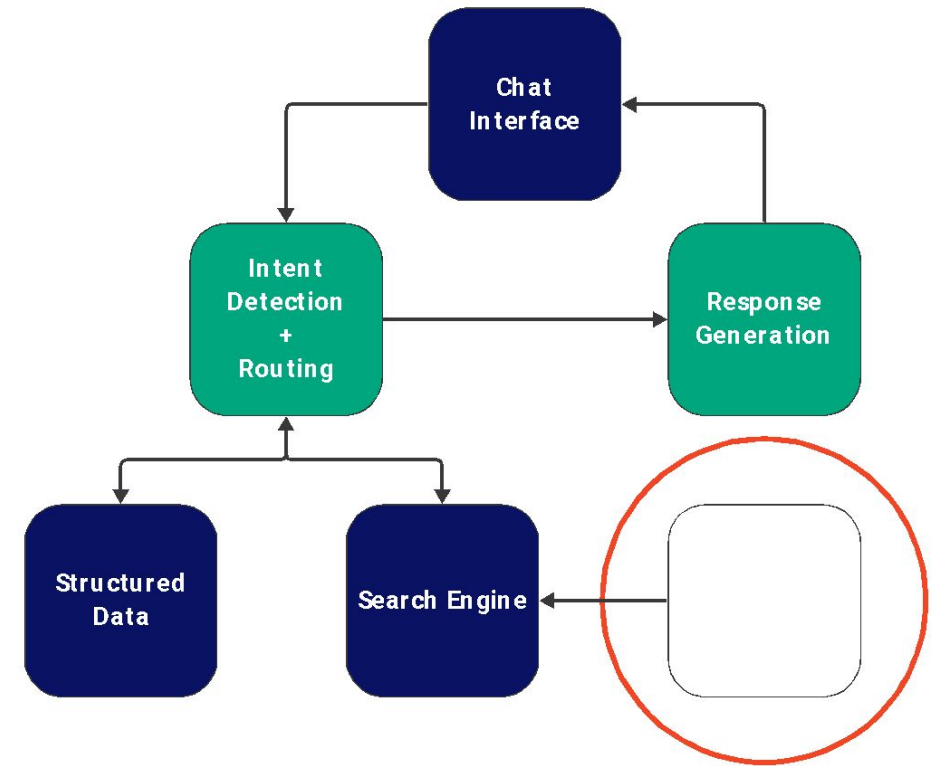 Chat
Interface
Intent
Detection
+
Routing
Response
Generation
Structured
Data
Search Engine